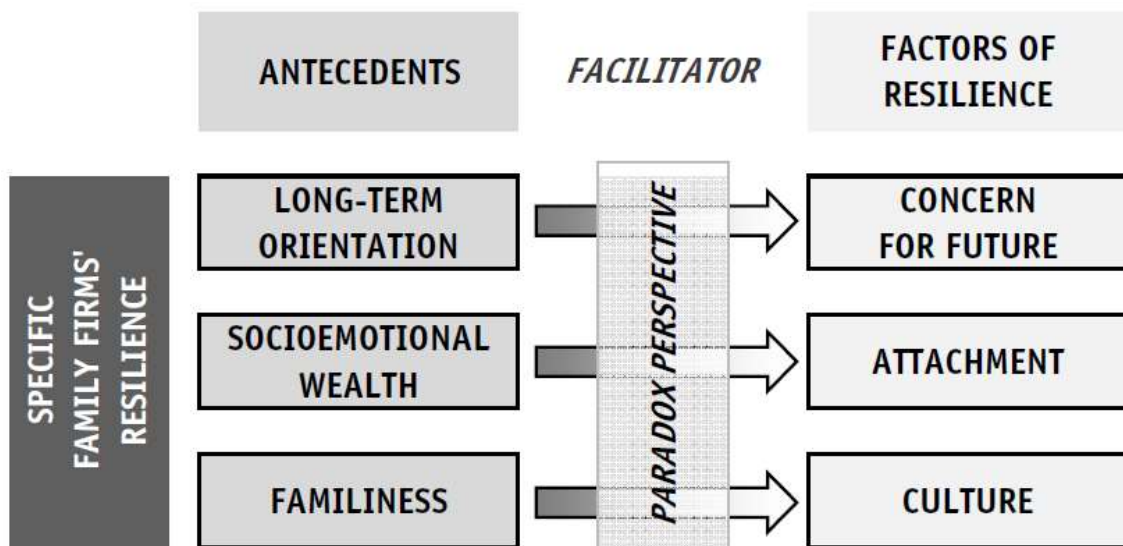 ANTECEDENTS
FACILITATOR
FACTORS OF
RESILIENCE
SPECIFIC
FAMILY FIRMS'
RESILIENCE
LONG-TERM
ORIENTATION
PARADOX PERSPECTIVE
CONCERN
FOR FUTURE
SOCIOEMOTIONAL
WEALTH
ATTACHMENT
FAMILINESS
CULTURE